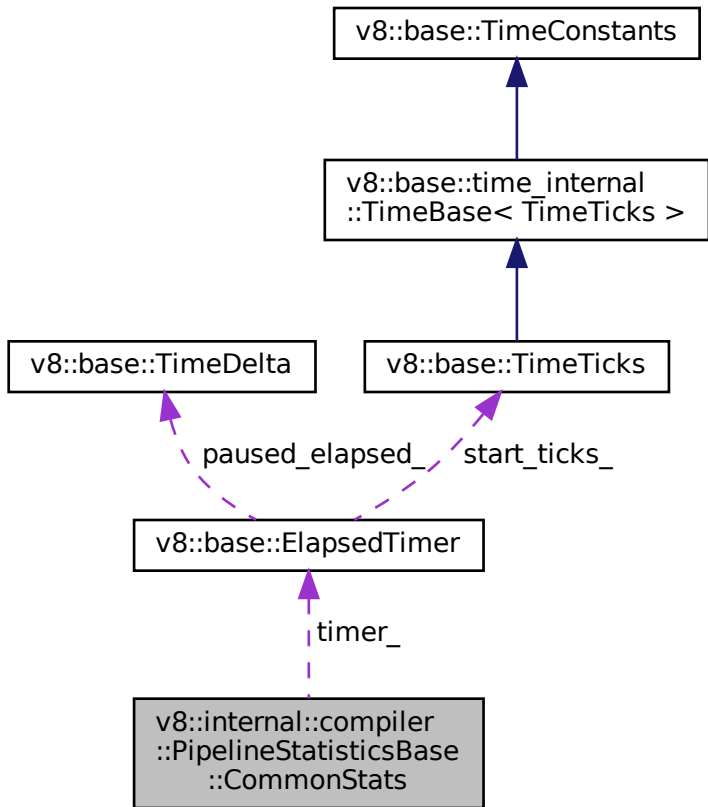 v8::base::TimeConstants
v8::base::time_internal
::TimeBase< TimeTicks >
v8::base::TimeDelta
v8::base::TimeTicks
paused_elapsed_
start_ticks_
v8::base::ElapsedTimer
timer_
v8::internal::compiler
::PipelineStatisticsBase
::CommonStats